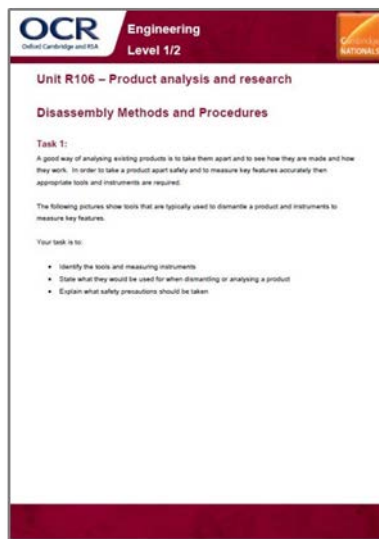 OCR
Oxford Cambridge and RSA
Engineering
Level 1/2
Cambridge
NATIONALS
Unit R106 – Product analysis and research
Disassembly Methods and Procedures
Task 1:
A good way of analysing existing products is to take them apart and to see how they are made and how
they work. In order to take a product apart safely and to measure key features accurately then
appropriate tools and instruments are required.
The following pictures show tools that are typically used to dismantle a product and instruments to
measure key features.
Your task is to:
• Identify the tools and measuring instruments
• State what they would be used for when dismantling or analysing a product
• Explain what safety precautions should be taken